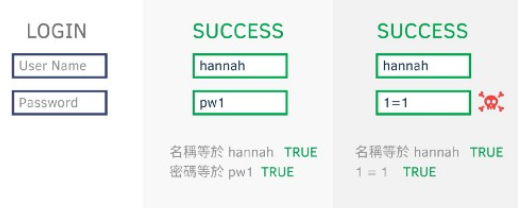 LOGIN
User Name
Password
SUCCESS
hannah
pw1
名稱等於 hannah TRUE
密碼等於 pw1 TRUE
SUCCESS
hannah
1=1
名稱等於 hannah TRUE
1 = 1 TRUE